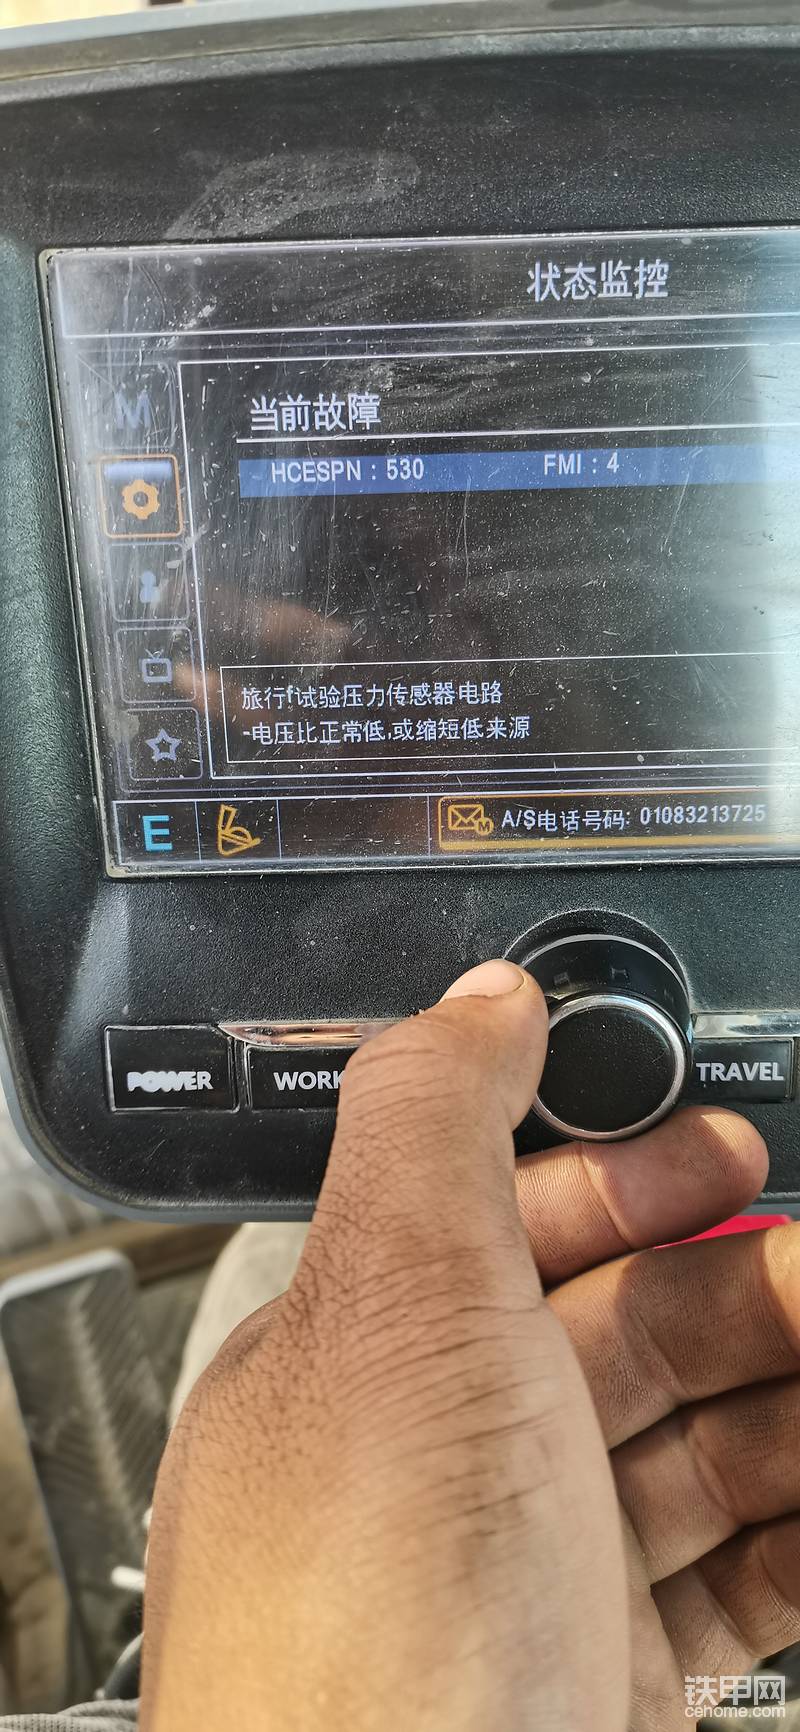 状态监控
M
当前故障
HCESPN : 530 FMI : 4
旅行f试验压力传感器电路
-电压比正常低,或缩短低来源
E
M A/S电话号码: 01083213725
POWER WORK TRAVEL
铁甲网
cehome.com